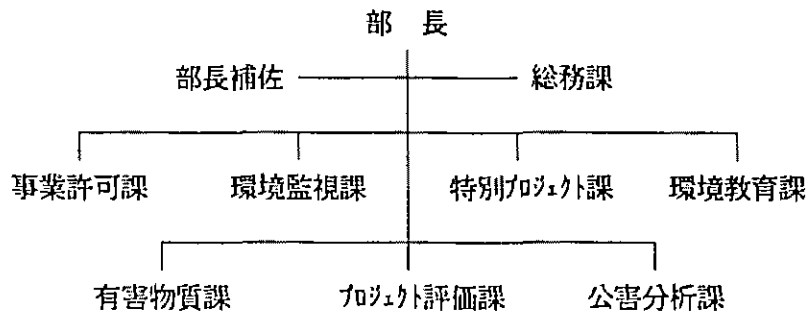 部 長
部長補佐 総務課
事業許可課 環境監視課 特別プロジェクト課 環境教育課
有害物質課 プロジェクト評価課 公害分析課